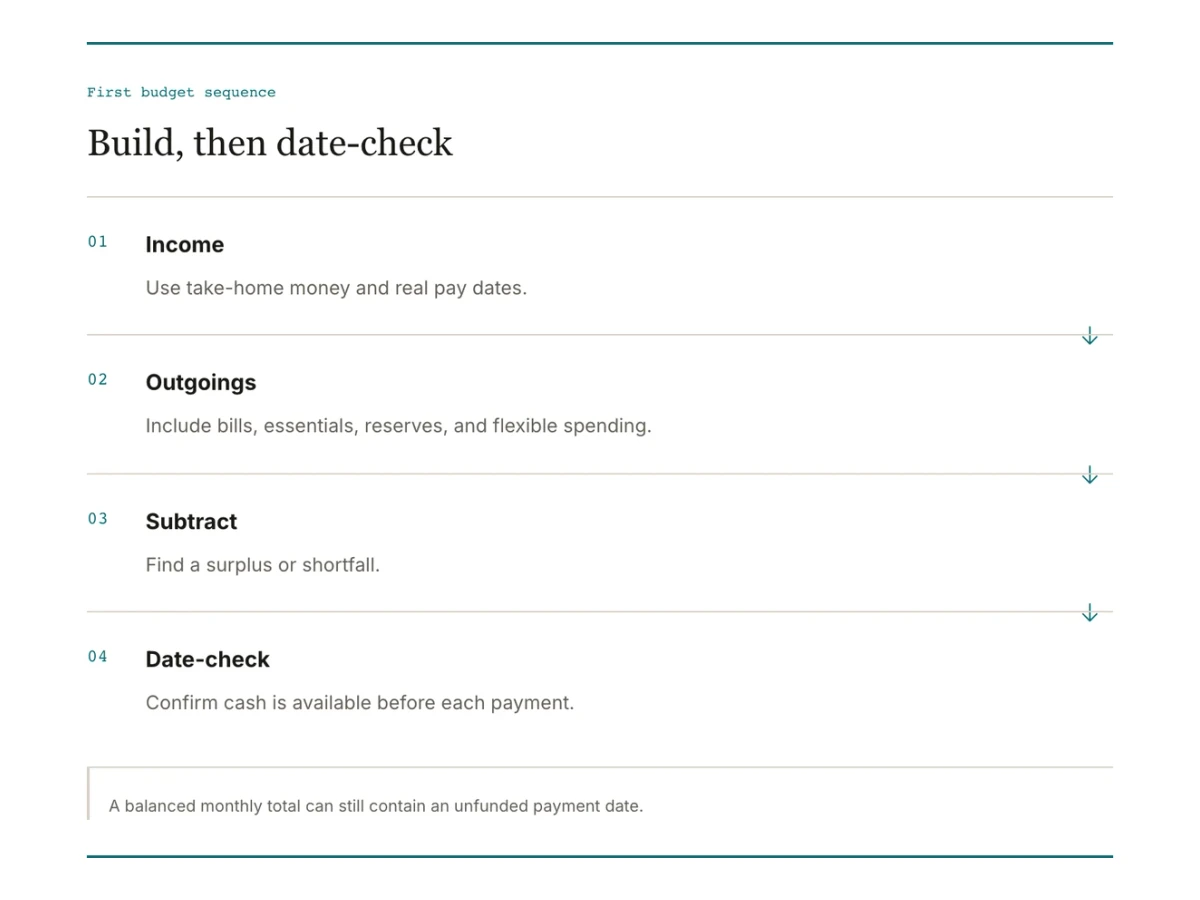 First budget sequence
Build, then date-check
01
Income
Use take-home money and real pay dates.
02
Outgoings
Include bills, essentials, reserves, and flexible spending.
03
Subtract
Find a surplus or shortfall.
04
Date-check
Confirm cash is available before each payment.
A balanced monthly total can still contain an unfunded payment date.